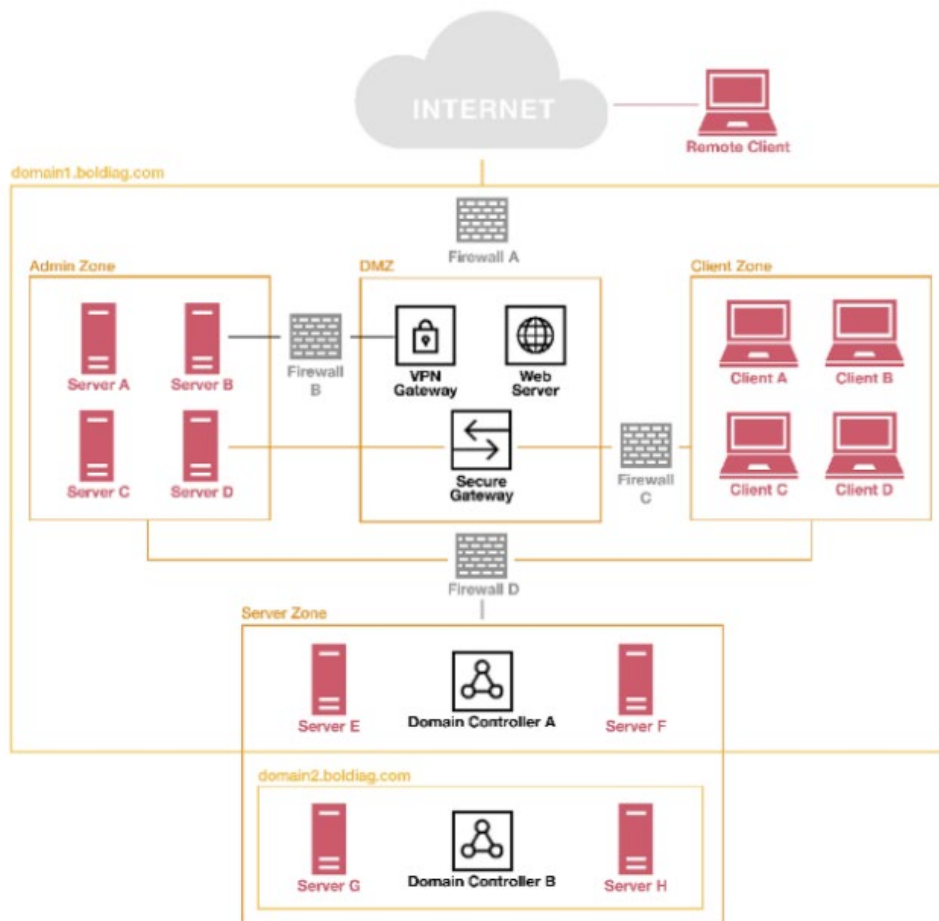 INTERNET
Remote Client
domain1.boldiag.com
Firewall A
Admin Zone
DMZ
Client Zone
Server A
Server B
Firewall
B
VPN
Gateway
Web
Server
Client A
Client B
Server C
Server D
Secure
Gateway
Firewall
C
Client C
Client D
Firewall D
Server Zone
Server E
Domain Controller A
Server F
domain2.boldiag.com
Server G
Domain Controller B
Server H